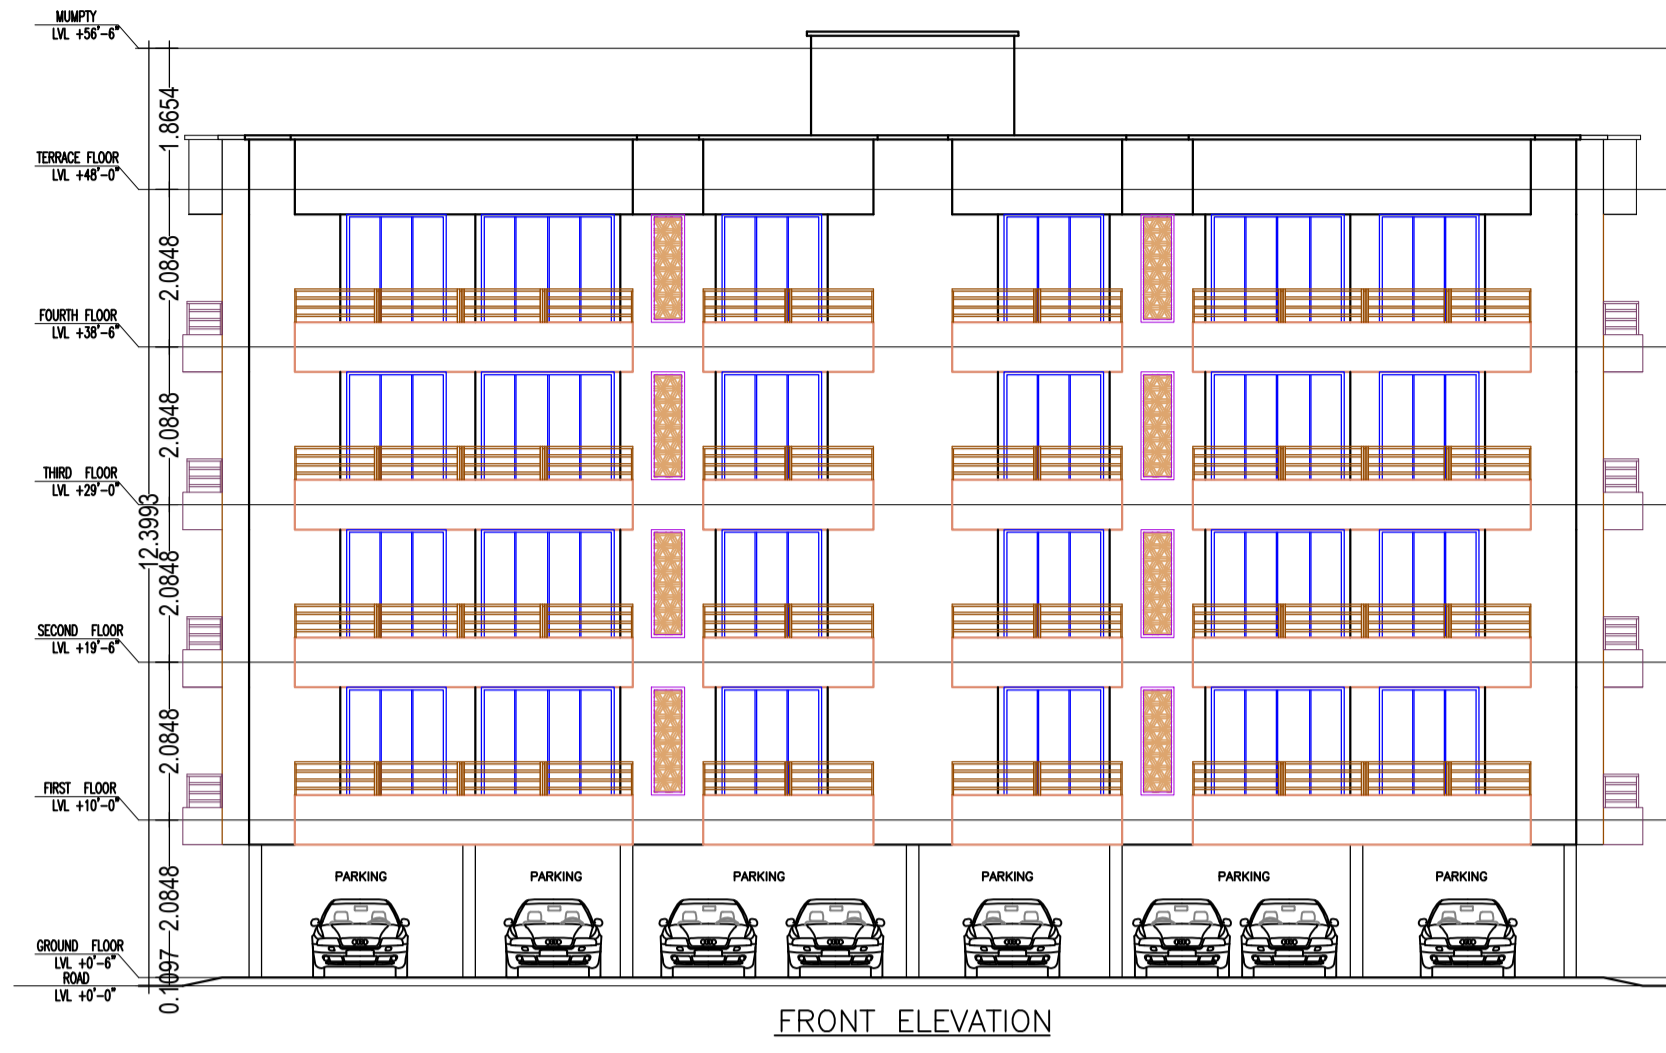 MUMPTY
LVL +56'-6"
1.8654
TERRACE FLOOR
LVL +48'-0"
2.0848
FOURTH FLOOR
LVL +38'-6"
2.0848
THIRD FLOOR
LVL +29'-0"
12.3993
2.0848
SECOND FLOOR
LVL +19'-6"
2.0848
FIRST FLOOR
LVL +10'-0"
PARKING PARKING PARKING PARKING PARKING PARKING
2.0848
GROUND FLOOR
LVL +0'-6"
ROAD
LVL +0'-0"
0.1097
FRONT ELEVATION